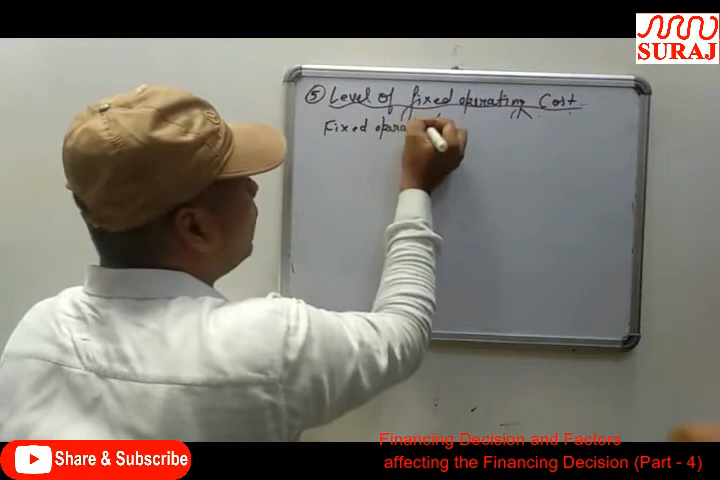 SURAJ
⑤ Level of fixed operating Cost
Fixed opera
Share & Subscribe
Financing Decision and Factors
affecting the Financing Decision (Part - 4)